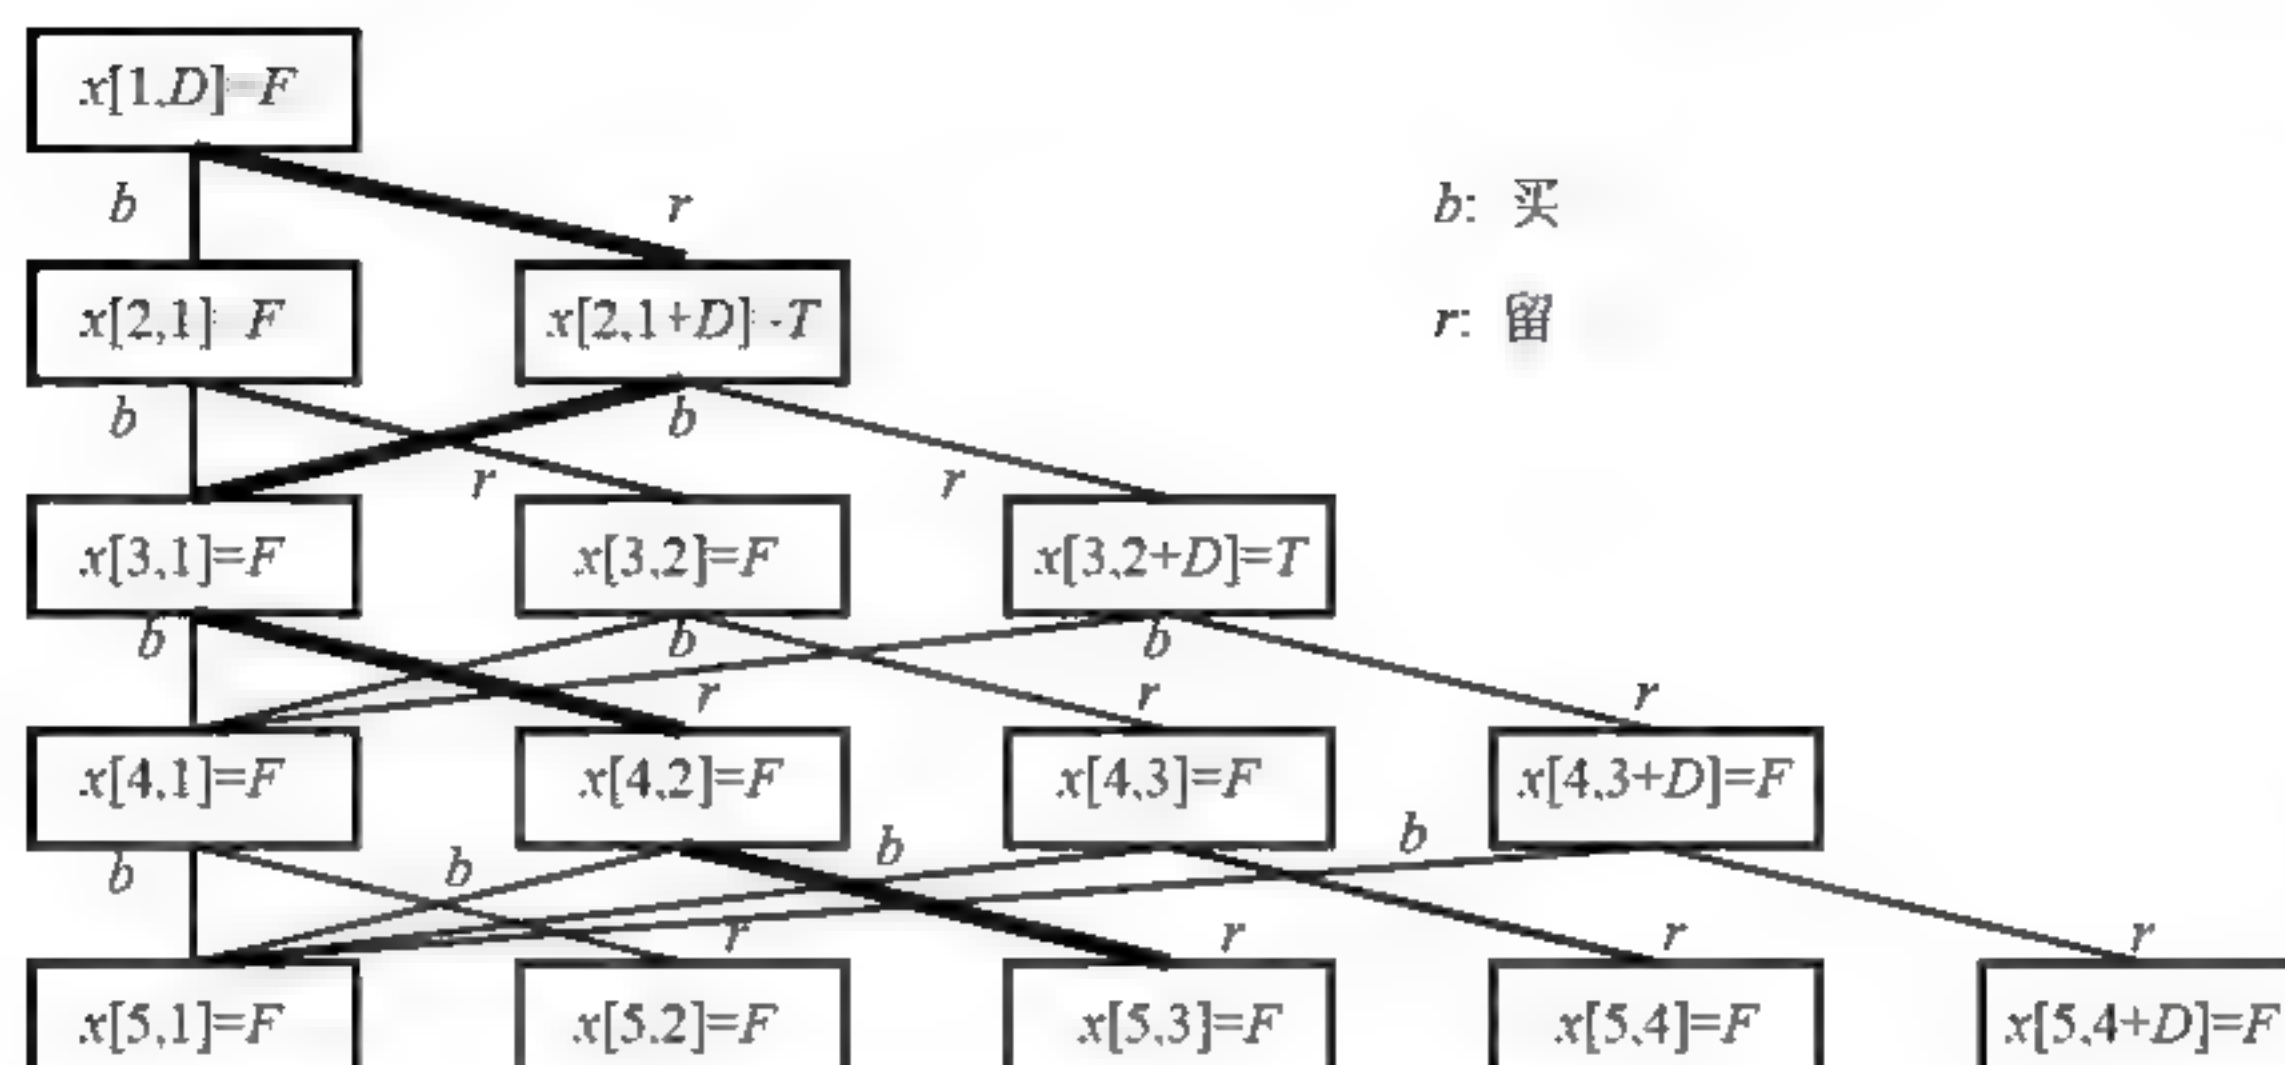 x[1,D]=F
b
r
b: 买
x[2,1]=F
x[2,1+D]=T
r: 留
b
b
r
r
x[3,1]=F
x[3,2]=F
x[3,2+D]=T
b
b
b
r
r
r
x[4,1]=F
x[4,2]=F
x[4,3]=F
x[4,3+D]=F
b
b
b
b
r
r
r
r
x[5,1]=F
x[5,2]=F
x[5,3]=F
x[5,4]=F
x[5,4+D]=F